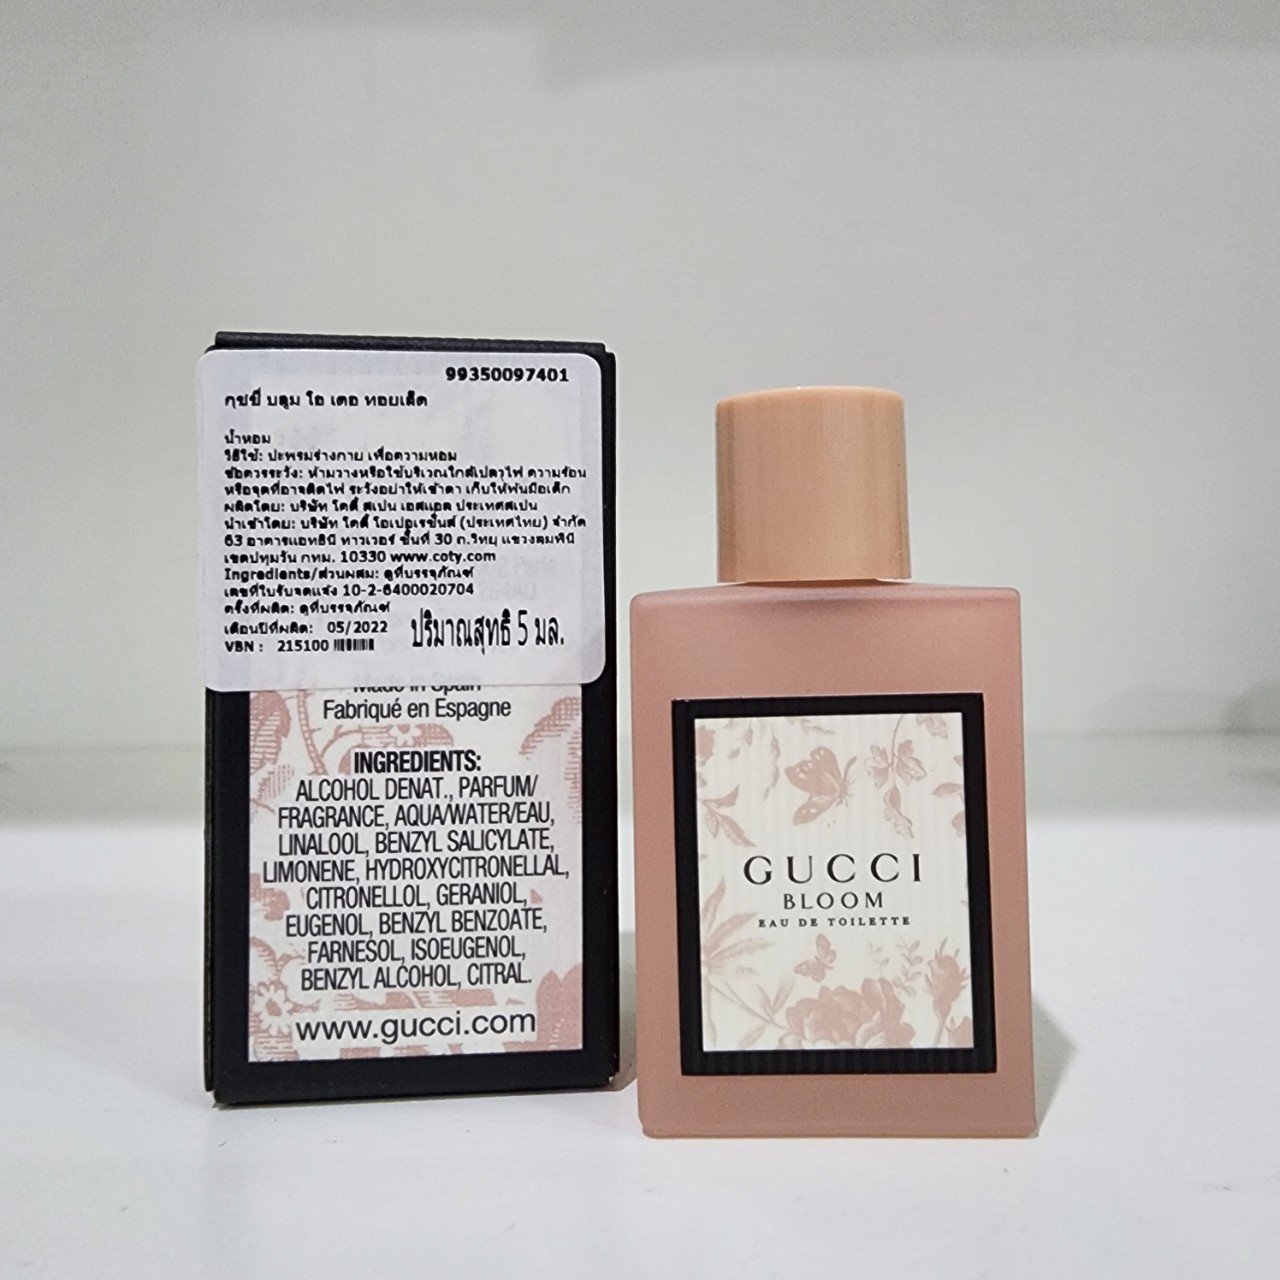 99350097401
กุชชี่ บลูม โอ เดอ ทอยเล็ต
น้ำหอม
วิธีใช้: ปะพรมร่างกาย เพื่อความหอม
ข้อควรระวัง: ห้ามวางหรือใช้บริเวณใกล้เปลวไฟ ความร้อน
หรือจุดที่อาจติดไฟ ระวังอย่าให้เข้าตา เก็บให้พ้นมือเด็ก
ผลิตโดย: บริษัท โคตี้ สเปน เอสแอล ประเทศสเปน
นำเข้าโดย: บริษัท โคตี้ โอเปอเรชั่นส์ (ประเทศไทย) จำกัด
63 อาคารแอทธินี ทาวเวอร์ ชั้นที่ 30 ถ.วิทยุ แขวงลุมพินี
เขตปทุมวัน กทม. 10330 www.coty.com
Ingredients/ส่วนผสม: ดูที่บรรจุภัณฑ์
เลขที่ใบรับจดแจ้ง 10-2-6400020704
ครั้งที่ผลิต: ดูที่บรรจุภัณฑ์
เดือนปีที่ผลิต: 05/2022
ปริมาณสุทธิ 5 มล.
VBN : 215100
Made in Spain
Fabriqué en Espagne
INGREDIENTS:
ALCOHOL DENAT., PARFUM/
FRAGRANCE, AQUA/WATER/EAU,
LINALOOL, BENZYL SALICYLATE,
LIMONENE, HYDROXYCITRONELLAL,
CITRONELLOL, GERANIOL,
EUGENOL, BENZYL BENZOATE,
FARNESOL, ISOEUGENOL,
BENZYL ALCOHOL, CITRAL.
www.gucci.com
GUCCI
BLOOM
EAU DE TOILETTE